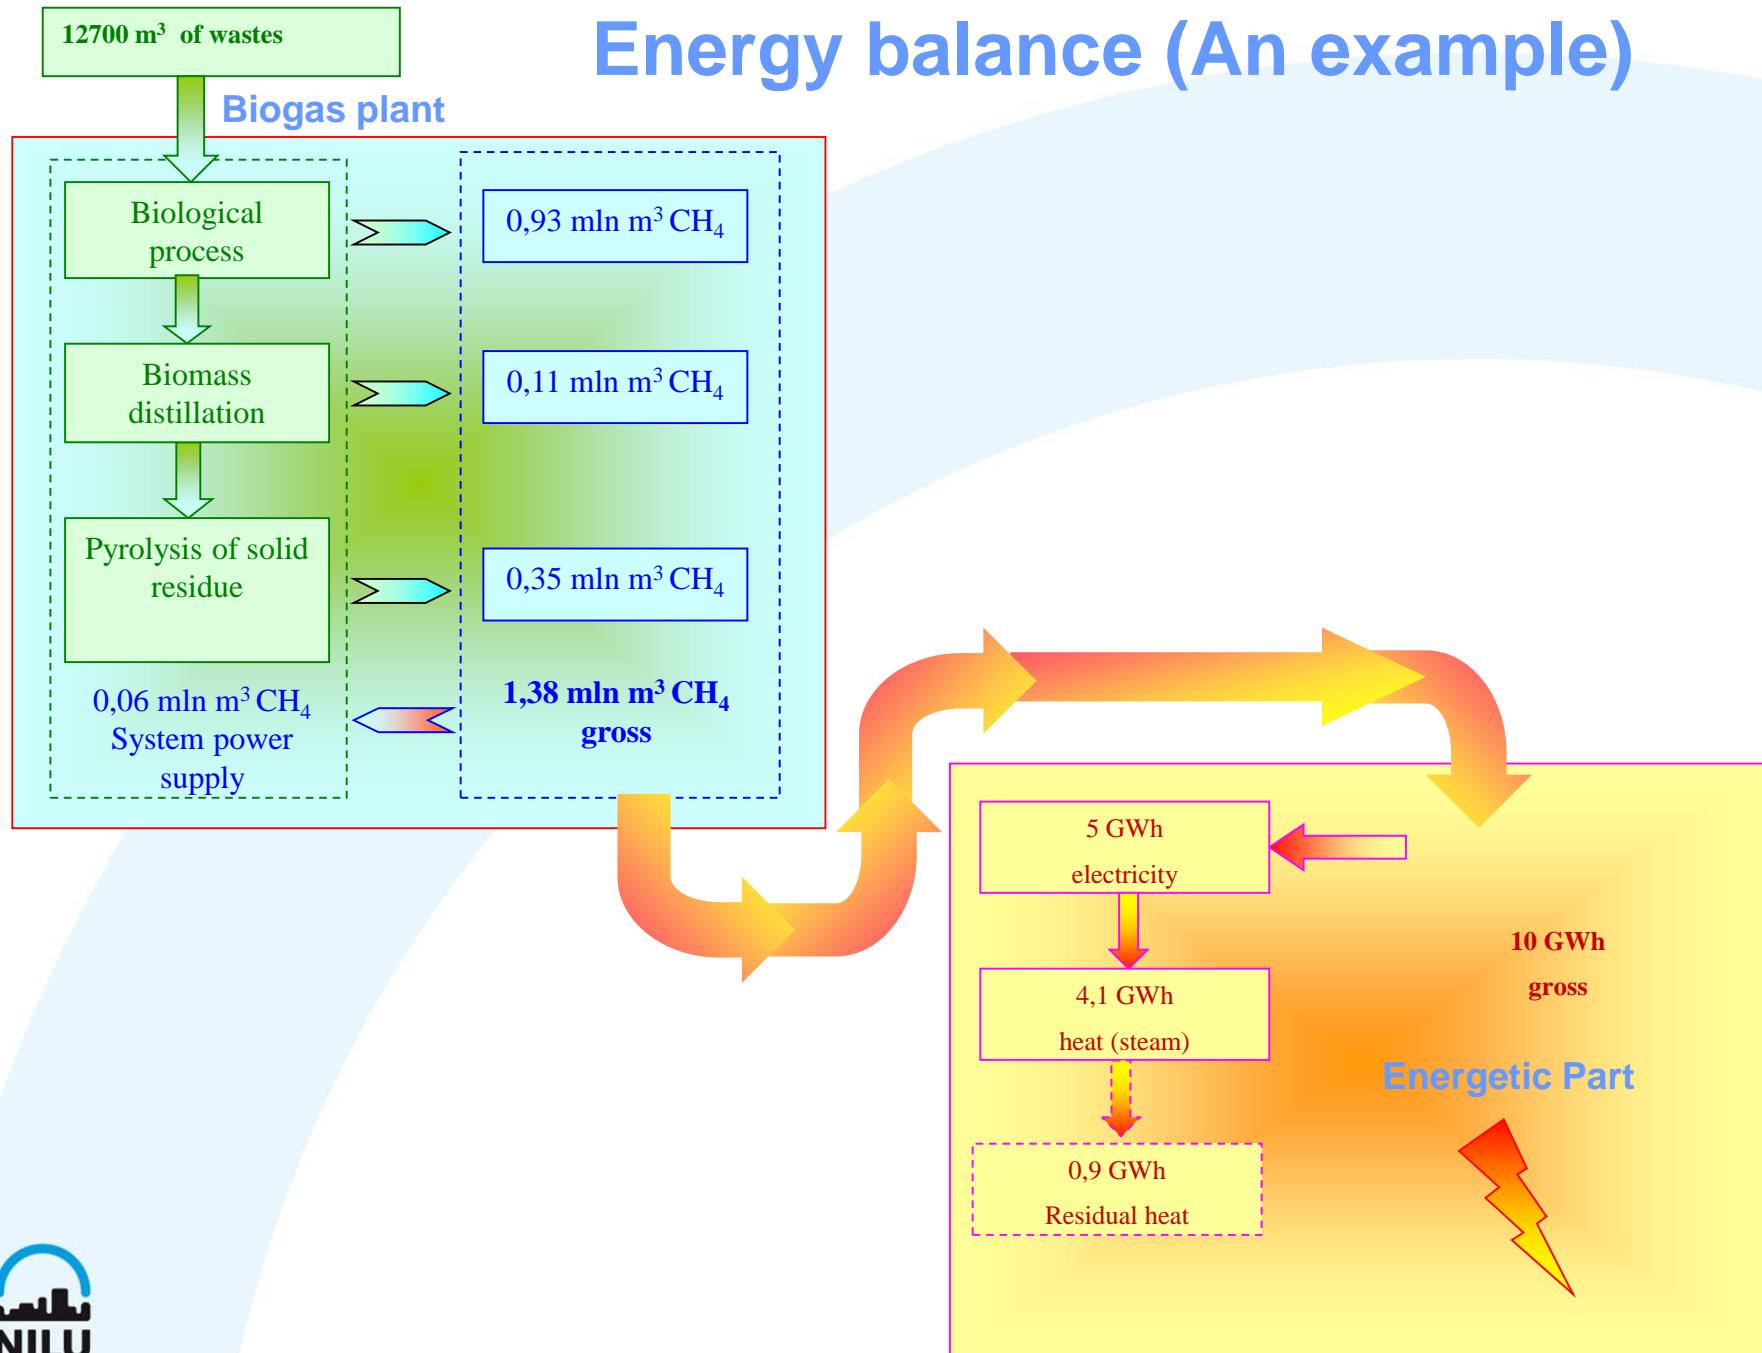 Energy balance (An example)
12700 m³ of wastes
Biogas plant
Biological
process
0,93 mln m³ CH₄
Biomass
distillation
0,11 mln m³ CH₄
Pyrolysis of solid
residue
0,35 mln m³ CH₄
0,06 mln m³ CH₄
System power
supply
1,38 mln m³ CH₄
gross
5 GWh
electricity
4,1 GWh
heat (steam)
0,9 GWh
Residual heat
10 GWh
gross
Energetic Part
NILU